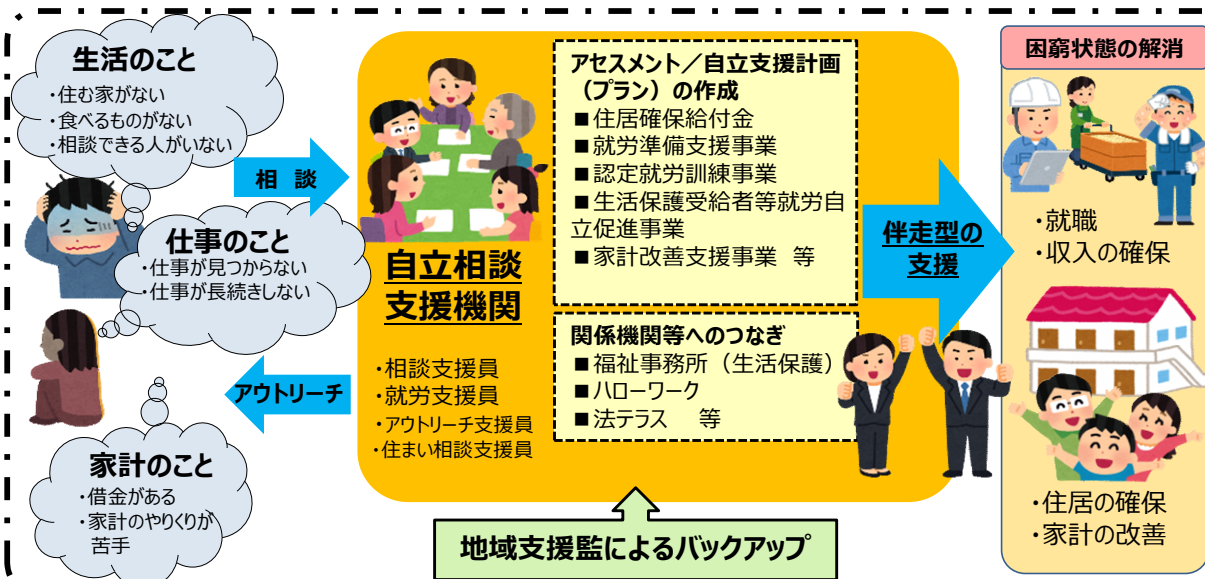 生活のこと
・住む家がない
・食べるものがない
・相談できる人がいない
仕事のこと
・仕事が見つからない
・仕事が長続きしない
家計のこと
・借金がある
・家計のやりくりが
苦手
相 談
アウトリーチ
自立相談
支援機関
・相談支援員
・就労支援員
・アウトリーチ支援員
・住まい相談支援員
アセスメント／自立支援計画
（プラン）の作成
■住居確保給付金
■就労準備支援事業
■認定就労訓練事業
■生活保護受給者等就労自
立促進事業
■家計改善支援事業 等
関係機関等へのつなぎ
■福祉事務所（生活保護）
■ハローワーク
■法テラス 等
地域支援監によるバックアップ
伴走型の
支援
困窮状態の解消
・就職
・収入の確保
・住居の確保
・家計の改善